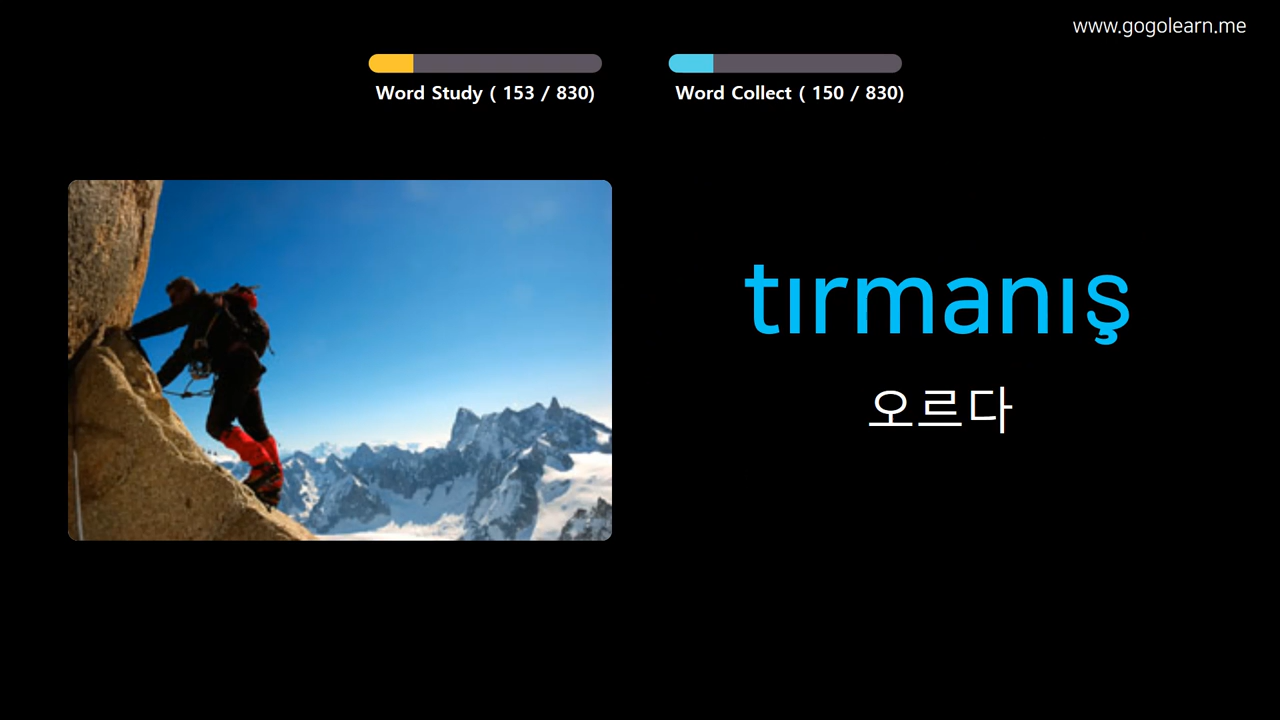 www.gogolearn.me
Word Study ( 153 / 830)
Word Collect ( 150 / 830)
tırmanış
오르다